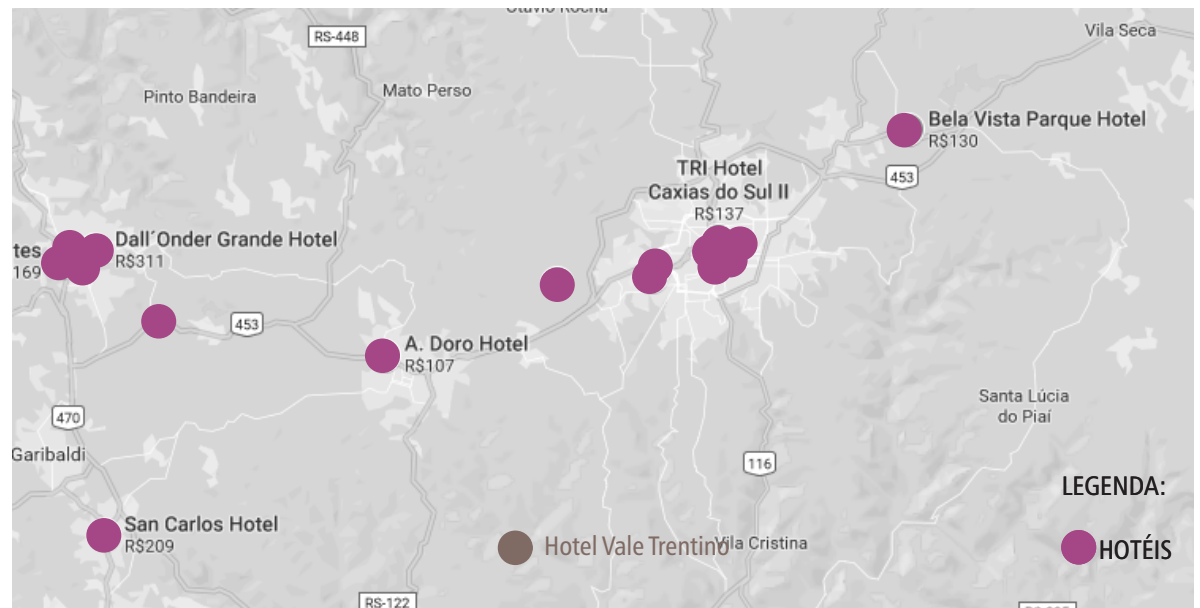 Otávio Rocha
RS-448
Vila Seca
Pinto Bandeira
Mato Perso
Bela Vista Parque Hotel
R$130
TRI Hotel
Caxias do Sul II
R$137
453
tes
169
Dall´Onder Grande Hotel
R$311
453
A. Doro Hotel
R$107
470
Garibaldi
Santa Lúcia
do Piaí
116
LEGENDA:
San Carlos Hotel
R$209
Hotel Vale Trentino
Vila Cristina
HOTÉIS
RS-122